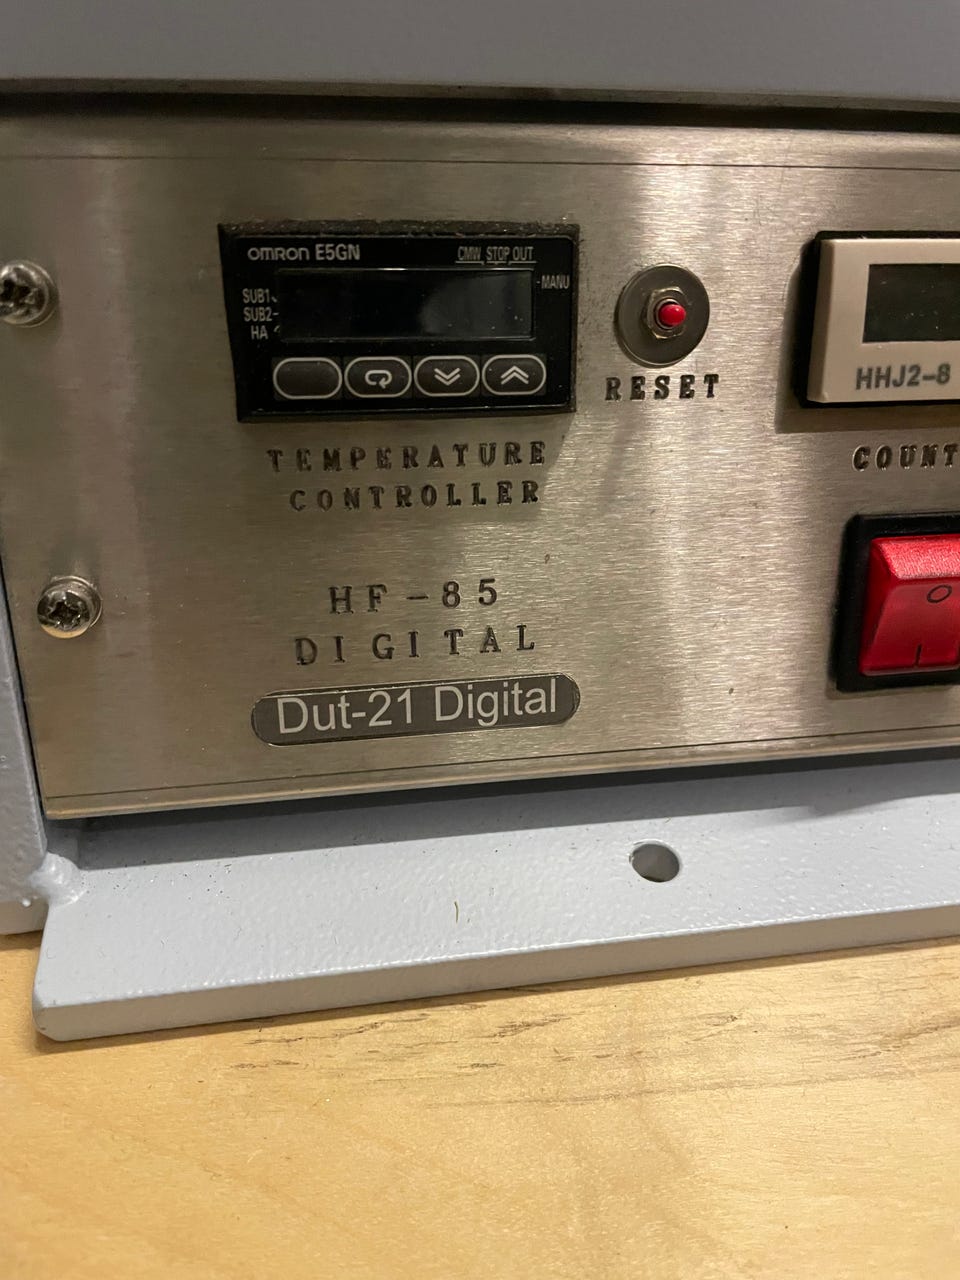 OMRON E5GN
CMW STOP OUT
MANU
SUB1
SUB2
HA
RESET
HHJ2-8
TEMPERATURE
CONTROLLER
COUNT
HF-85
DIGITAL
Dut-21 Digital